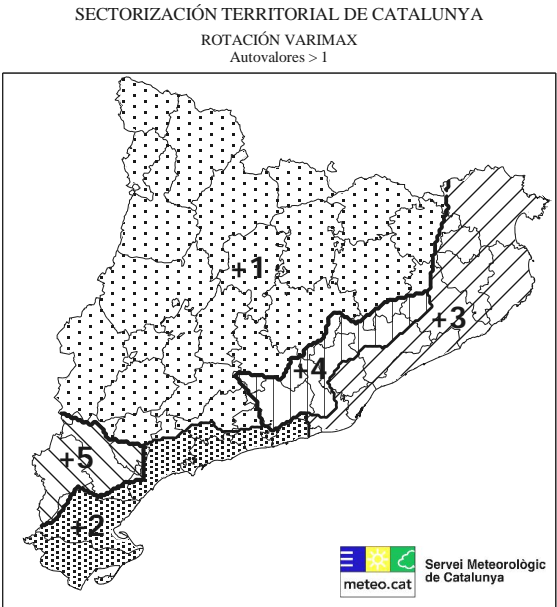 SECTORIZACIÓN TERRITORIAL DE CATALUNYA
ROTACIÓN VARIMAX
Autovalores > 1
+1
+3
+4
+5
+2
meteo.cat
Servei Meteorològic
de Catalunya